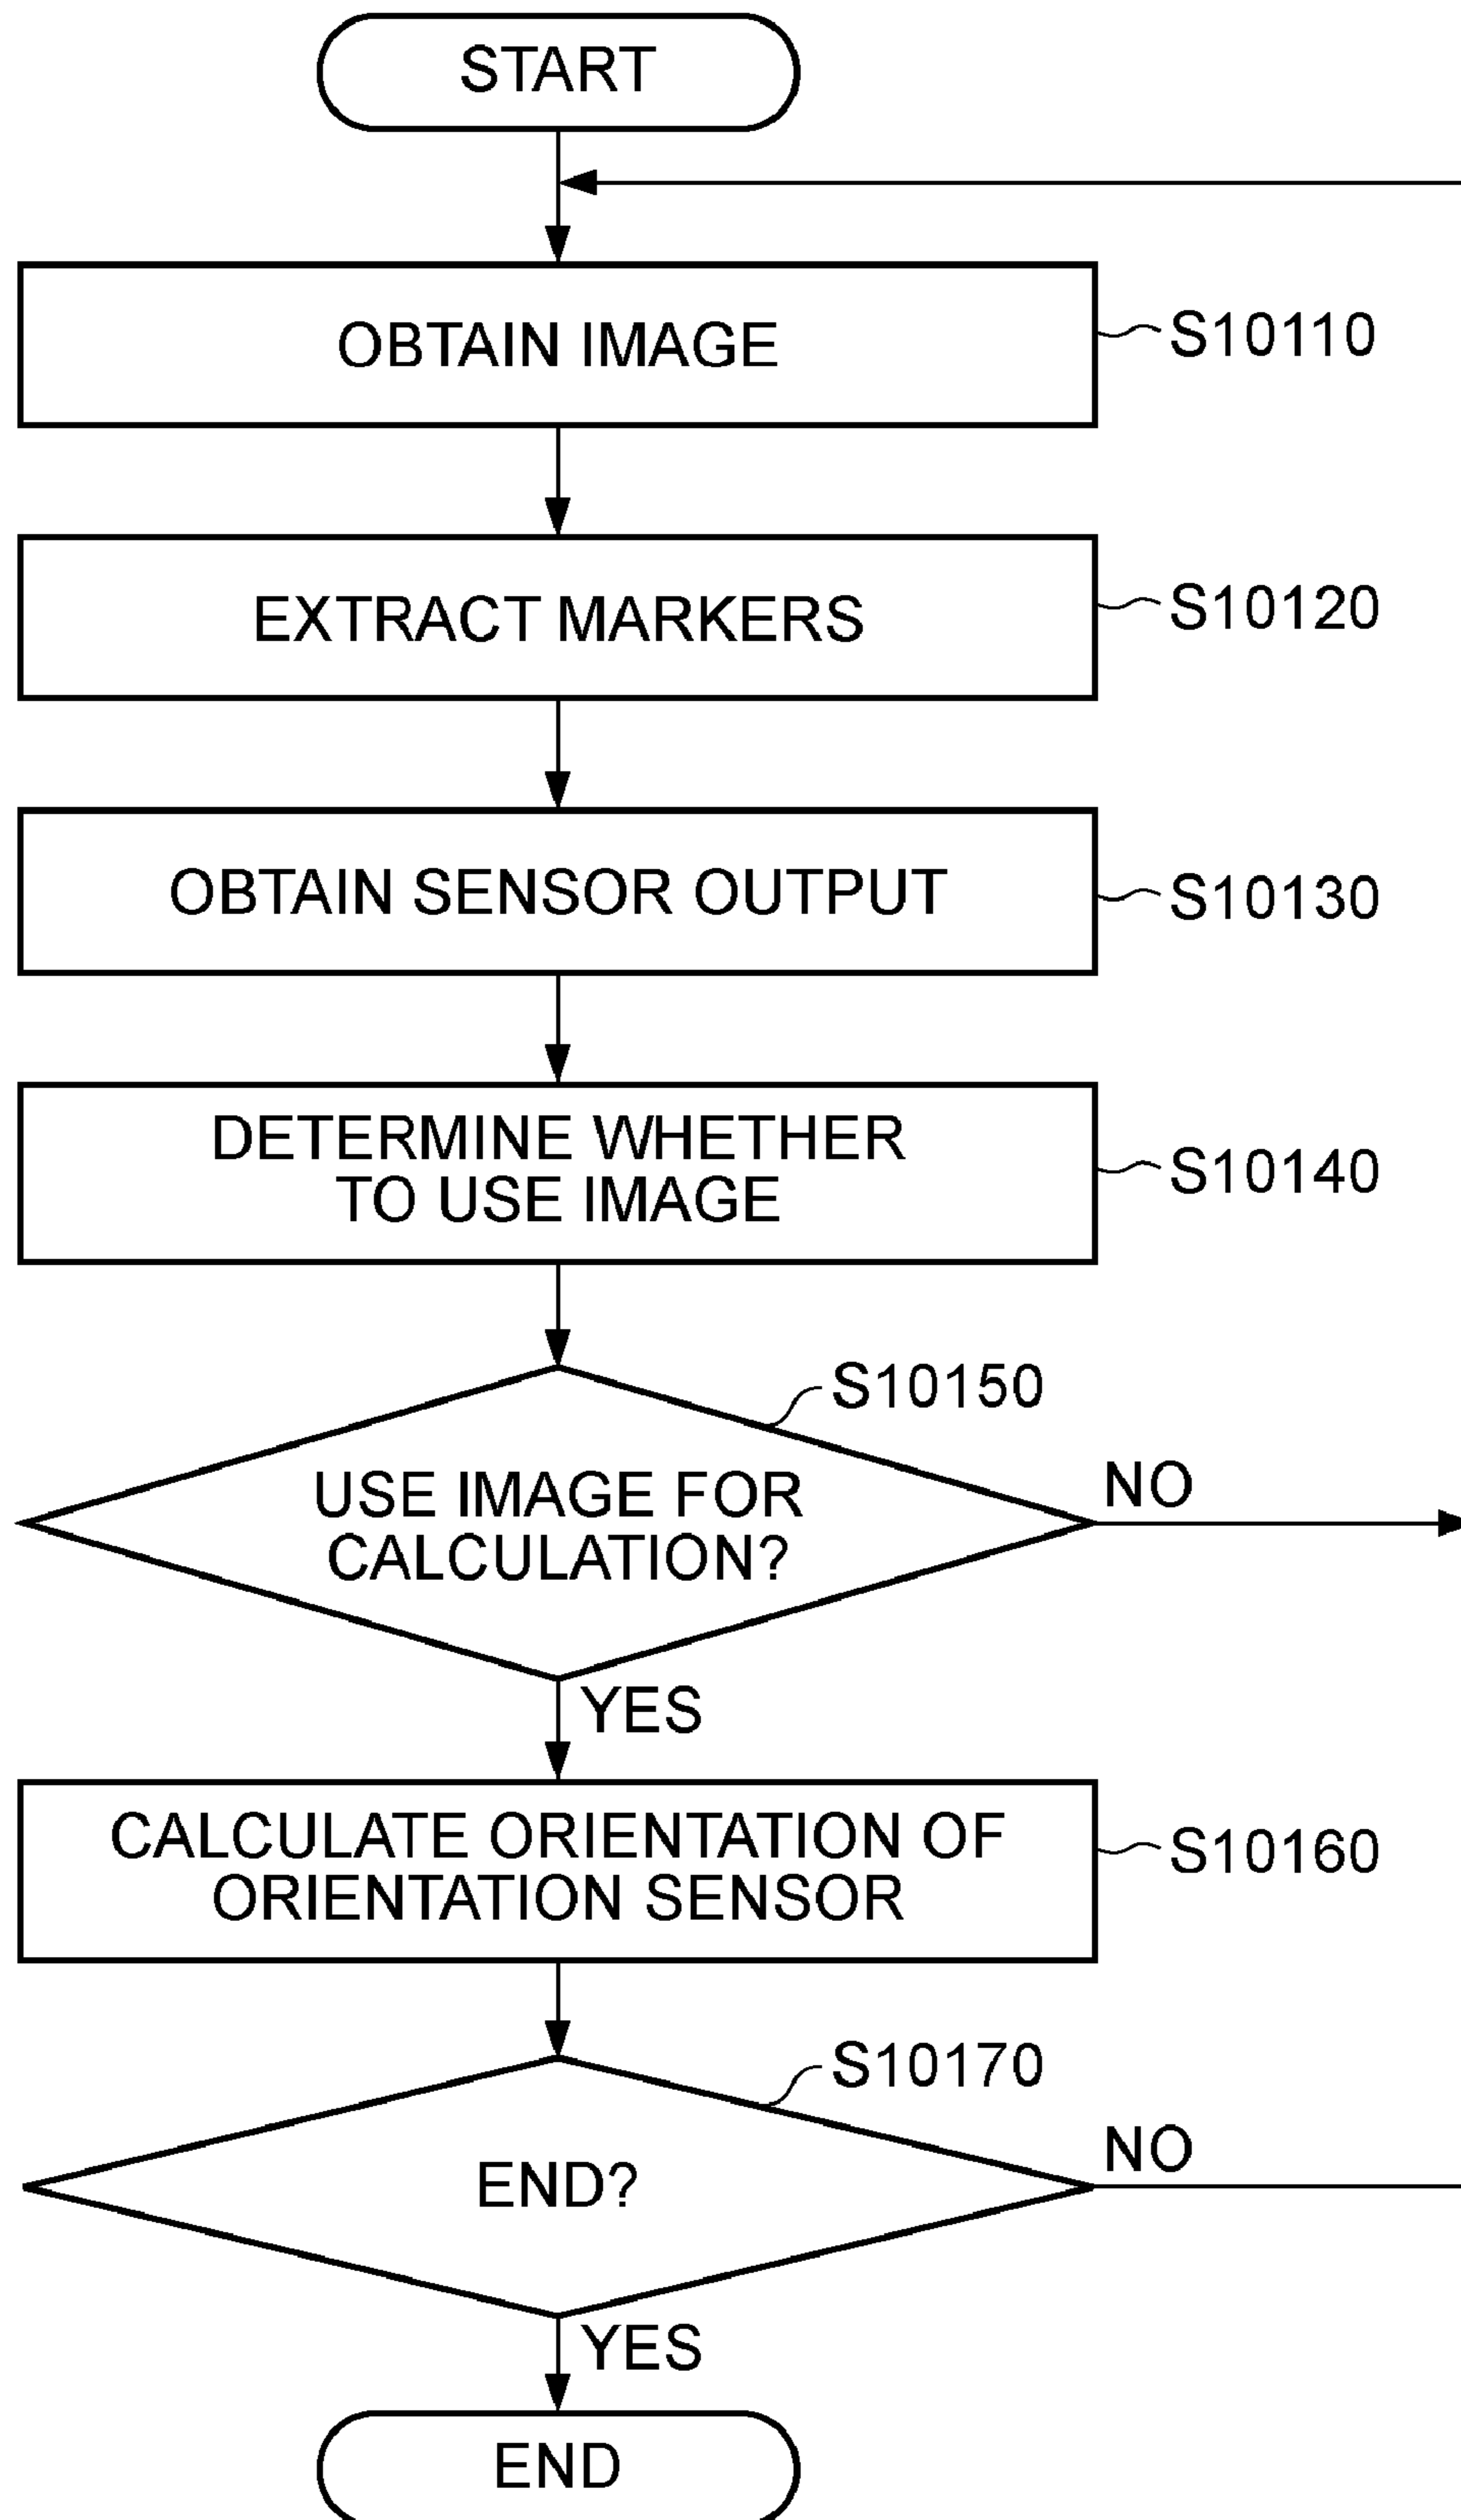 START
OBTAIN IMAGE
S10110
EXTRACT MARKERS
S10120
OBTAIN SENSOR OUTPUT
S10130
DETERMINE WHETHER
TO USE IMAGE
S10140
S10150
USE IMAGE FOR
CALCULATION?
NO
YES
CALCULATE ORIENTATION OF
ORIENTATION SENSOR
S10160
S10170
END?
NO
YES
END